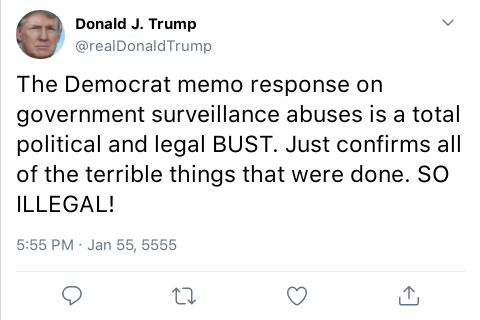 Donald J. Trump
@realDonaldTrump
The Democrat memo response on
government surveillance abuses is a total
political and legal BUST. Just confirms all
of the terrible things that were done. SO
ILLEGAL!
5:55 PM · Jan 55, 5555